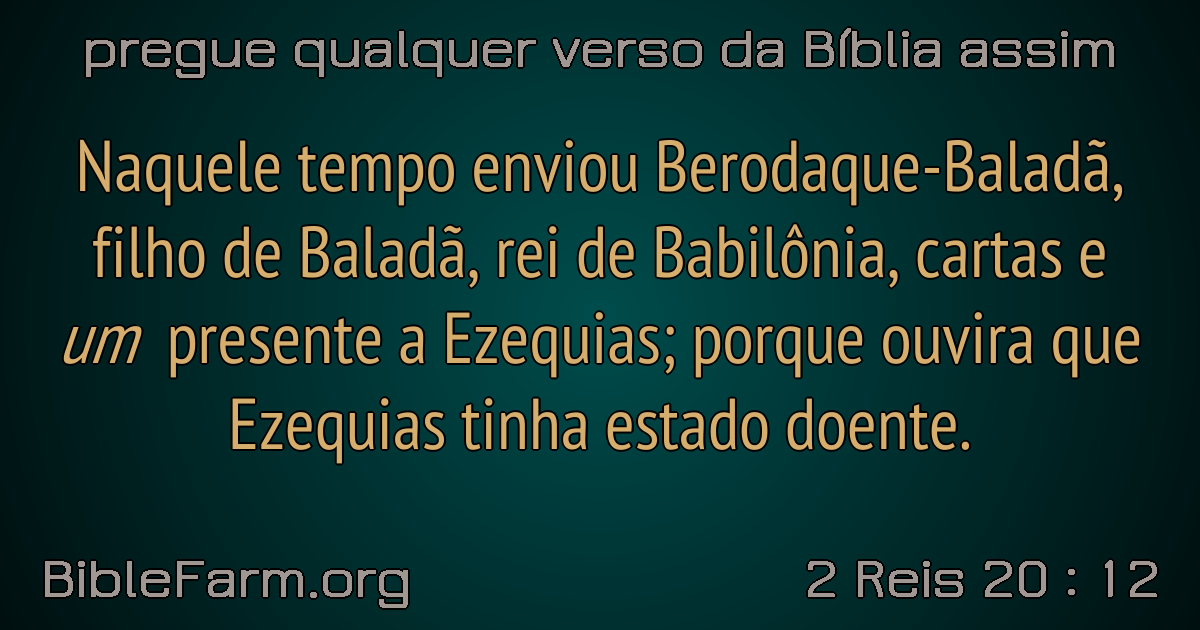 pregue qualquer verso da Bíblia assim
Naquele tempo enviou Berodaque-Baladã,
filho de Baladã, rei de Babilônia, cartas e
um presente a Ezequias; porque ouvira que
Ezequias tinha estado doente.
BibleFarm.org
2 Reis 20 : 12